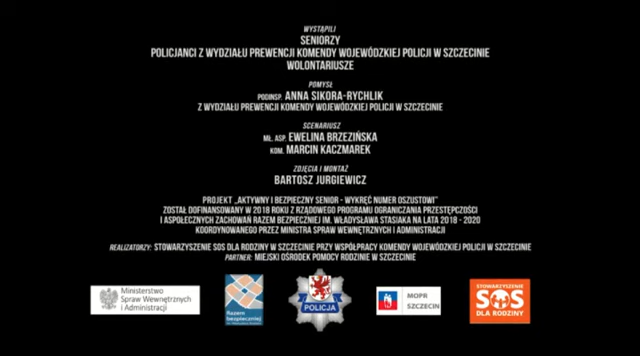 WYSTĄPILI
SENIORZY
POLICJANCI Z WYDZIAŁU PREWENCJI KOMENDY WOJEWÓDZKIEJ POLICJI W SZCZECINIE
WOLONTARIUSZE
POMYSŁ
PODINSP. ANNA SIKORA-RYCHLIK
Z WYDZIAŁU PREWENCJI KOMENDY WOJEWÓDZKIEJ POLICJI W SZCZECINIE
SCENARIUSZ
MŁ. ASP. EWELINA BRZEZIŃSKA
KOM. MARCIN KACZMAREK
ZDJĘCIA I MONTAŻ
BARTOSZ JURGIEWICZ
PROJEKT „AKTYWNY I BEZPIECZNY SENIOR - WYKRĘĆ NUMER OSZUSTOWI"
ZOSTAŁ DOFINANSOWANY W 2018 ROKU Z RZĄDOWEGO PROGRAMU OGRANICZANIA PRZESTĘPCZOŚCI
I ASPOŁECZNYCH ZACHOWAŃ RAZEM BEZPIECZNIEJ IM. WŁADYSŁAWA STASIAKA NA LATA 2018 - 2020
KOORDYNOWANEGO PRZEZ MINISTRA SPRAW WEWNĘTRZNYCH I ADMINISTRACJI
REALIZATORZY: STOWARZYSZENIE SOS DLA RODZINY W SZCZECINIE PRZY WSPÓŁPRACY KOMENDY WOJEWÓDZKIEJ POLICJI W SZCZECINIE
PARTNER: MIEJSKI OŚRODEK POMOCY RODZINIE W SZCZECINIE
Ministerstwo
Spraw Wewnętrznych
i Administracji
Razem
bezpieczniej
POLICJA
MOPR
SZCZECIN
STOWARZYSZENIE
SOS
DLA RODZINY